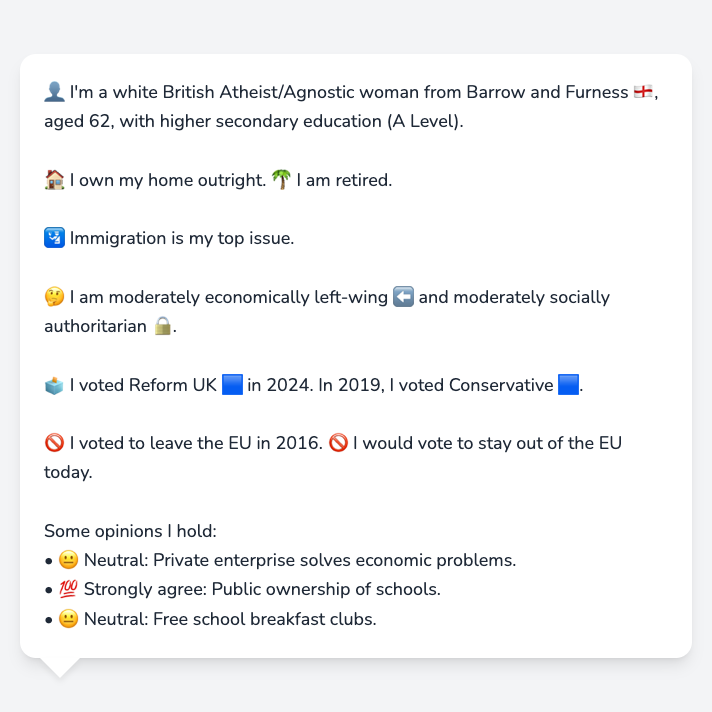 👤 I'm a white British Atheist/Agnostic woman from Barrow and Furness 🏴󠁧󠁢󠁥󠁮󠁧󠁿,
aged 62, with higher secondary education (A Level).
🏠 I own my home outright. 🌴 I am retired.
🛂 Immigration is my top issue.
🤔 I am moderately economically left-wing ⬅️ and moderately socially
authoritarian 🔒.
🗳️ I voted Reform UK 🟦 in 2024. In 2019, I voted Conservative 🟦.
🚫 I voted to leave the EU in 2016. 🚫 I would vote to stay out of the EU
today.
Some opinions I hold:
• 😐 Neutral: Private enterprise solves economic problems.
• 💯 Strongly agree: Public ownership of schools.
• 😐 Neutral: Free school breakfast clubs.